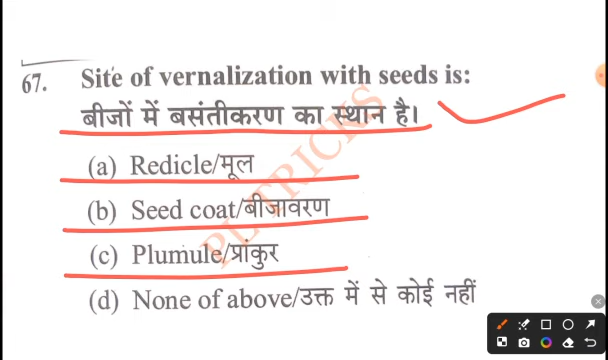 67. Site of vernalization with seeds is:
बीजों में बसंतीकरण का स्थान है।
(a) Redicle/मूल
(b) Seed coat/बीजावरण
(c) Plumule/प्रांकुर
(d) None of above/उक्त में से कोई नहीं
PLTRICKS